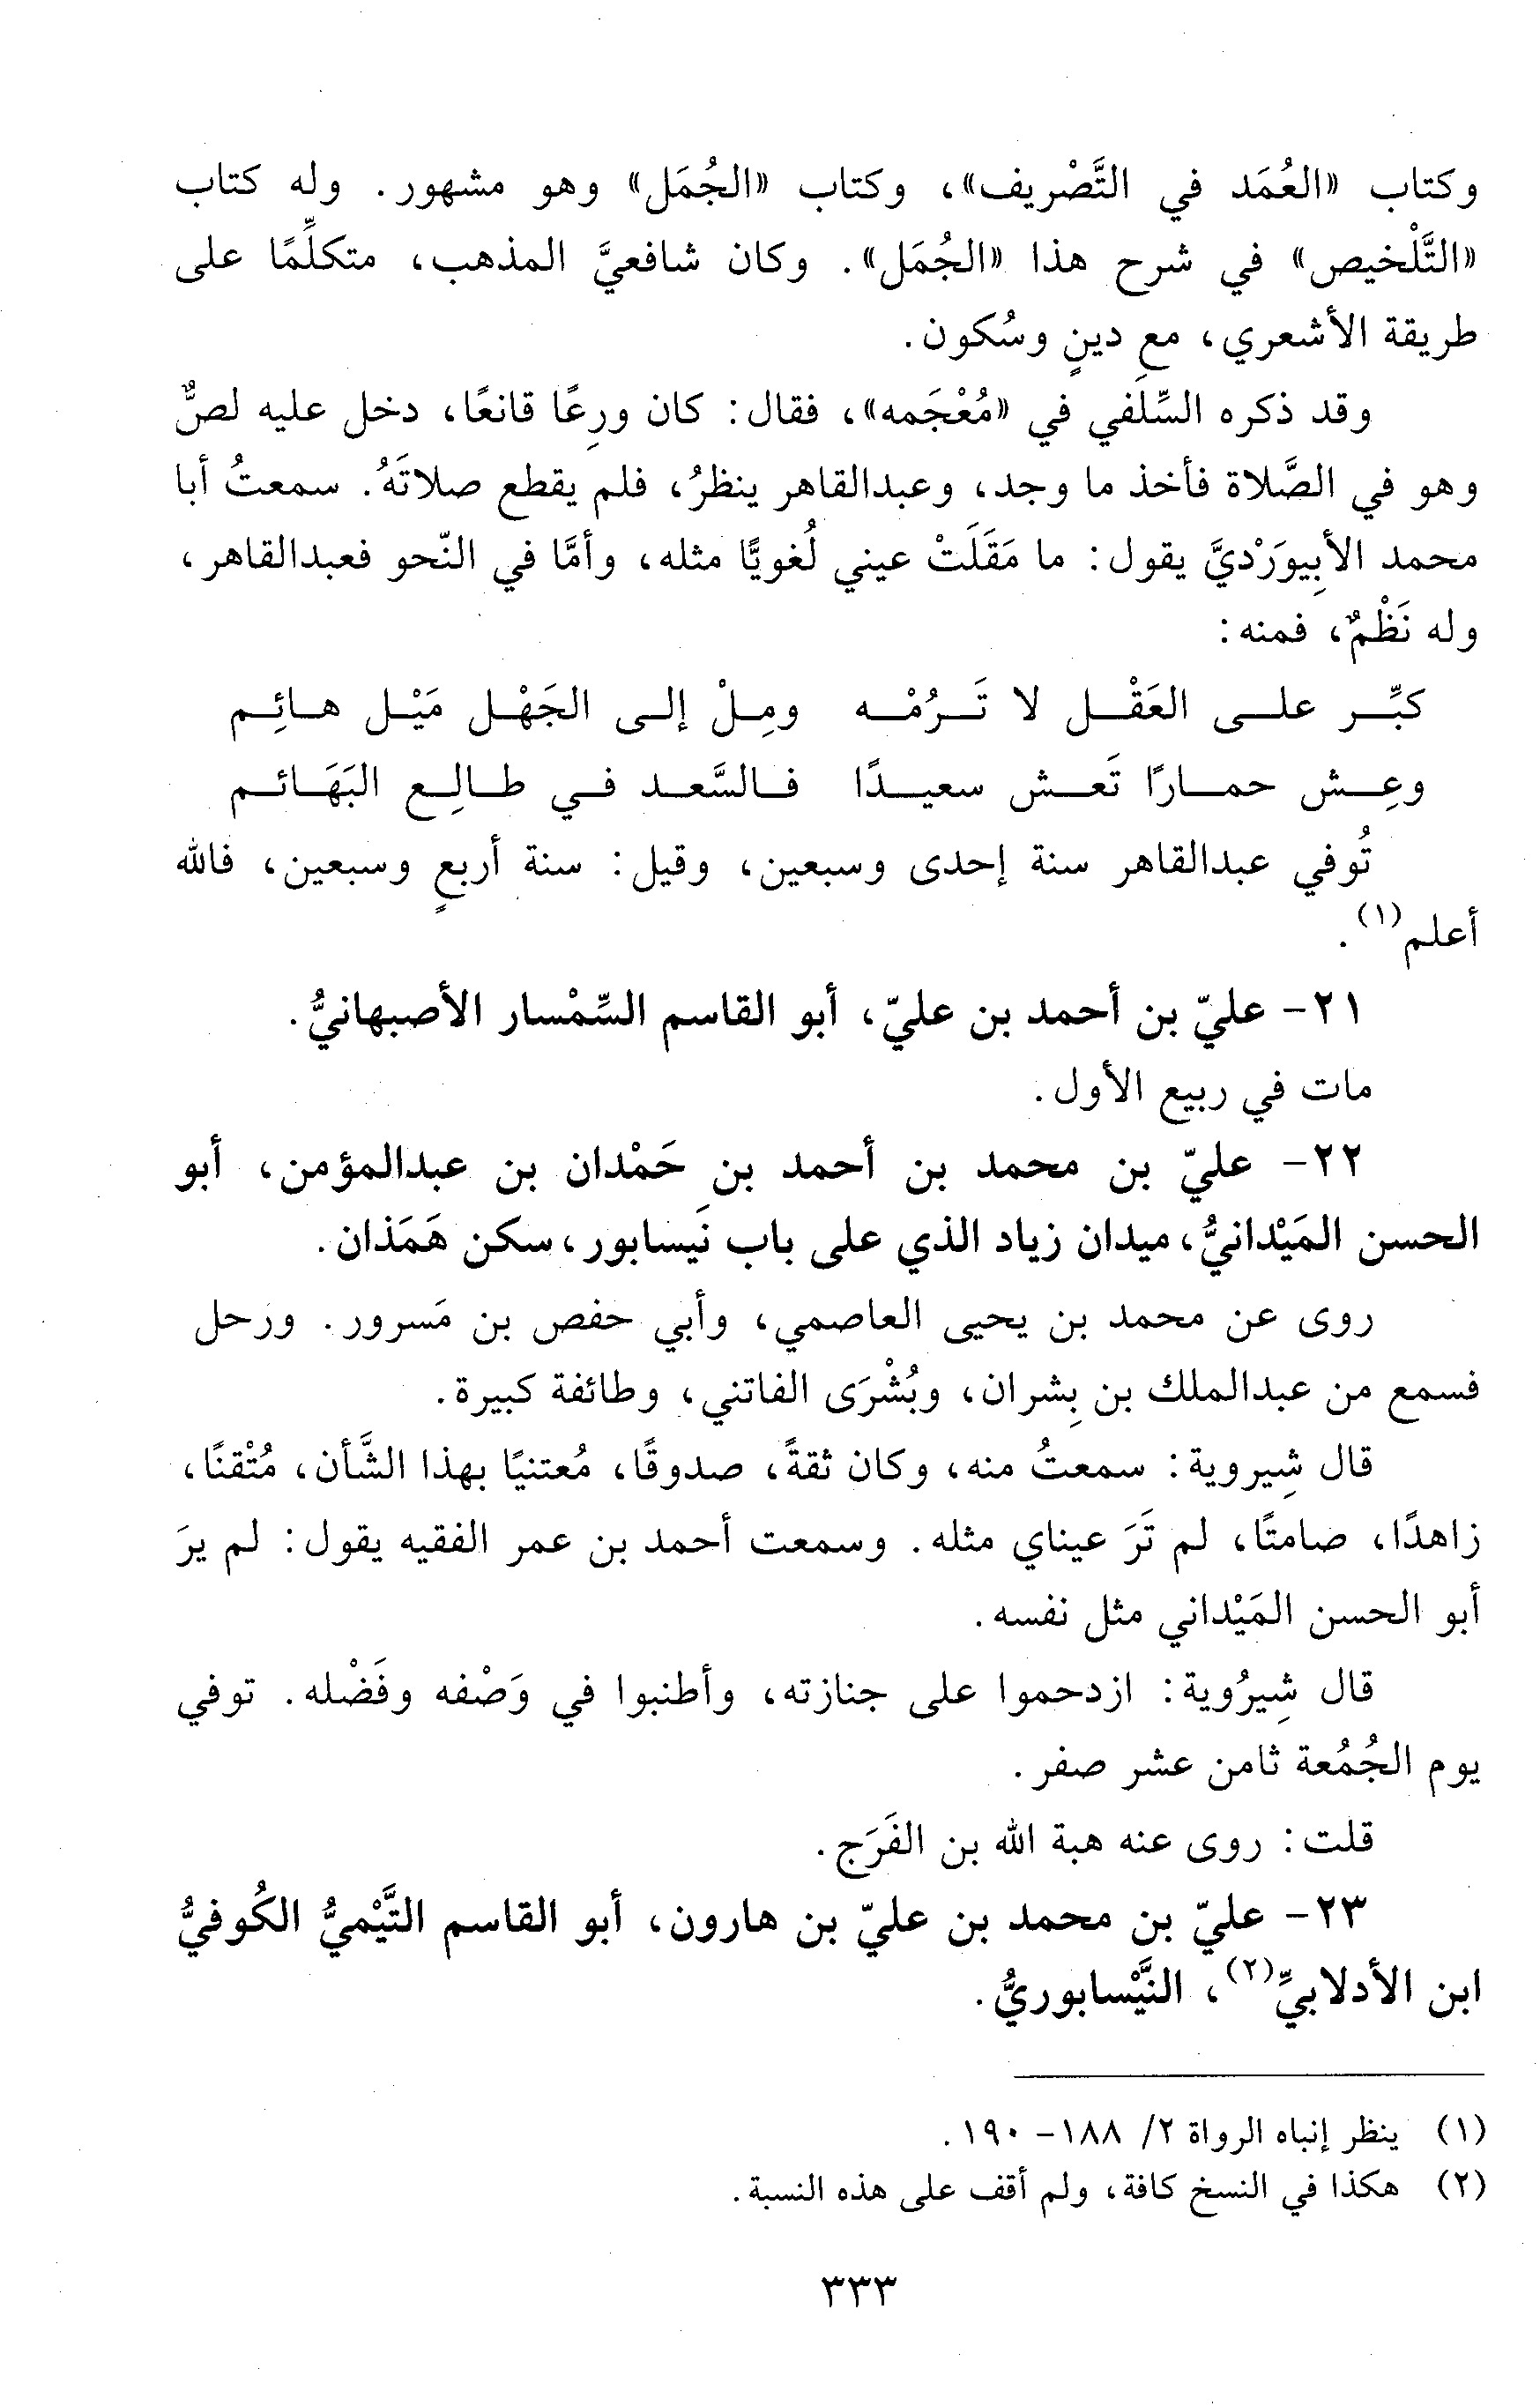 وكتاب «العُمَد في التَّصْريف»، وكتاب «الجُمَل» وهو مشهور. وله كتاب
«التَّلْخيص» في شرح هذا «الجُمَل». وكان شافعيَّ المذهب، متكلِّمًا على
طريقة الأشعري، مع دينٍ وسُكون.
وقد ذكره السِّلَفي في «مُعْجَمه»، فقال: كان ورِعًا قانعًا، دخل عليه لصٌّ
وهو في الصَّلاة فأخذ ما وجد، وعبدالقاهر ينظرُ، فلم يقطع صلاتَهُ. سمعتُ أبا
محمد الأبِيوَرْديَّ يقول: ما مَقَلَتْ عيني لُغويًّا مثله، وأمَّا في النّحو فعبدالقاهر،
وله نَظْمٌ، فمنه:
كبِّر على العَقْل لا تَرُمْه ومِلْ إلى الجَهْل مَيْل هائِم
وعِش حمارًا تَعش سعيدًا فالسَّعد في طالِع البَهَائم
تُوفي عبدالقاهر سنة إحدى وسبعين، وقيل: سنة أربعٍ وسبعين، فالله
أعلم(١).
٢١- عليّ بن أحمد بن عليّ، أبو القاسم السِّمْسار الأصبهانيُّ.
مات في ربيع الأول.
٢٢- عليّ بن محمد بن أحمد بن حَمْدان بن عبدالمؤمن، أبو
الحسن المَيْدانيُّ، ميدان زياد الذي على باب نَيسابور، سكن هَمَذان.
روى عن محمد بن يحيى العاصمي، وأبي حفص بن مَسرور. ورحل
فسمع من عبدالملك بن بِشران، وبُشْرَى الفاتني، وطائفة كبيرة.
قال شِيروية: سمعتُ منه، وكان ثقةً، صدوقًا، مُعتنيًا بهذا الشَّأن، مُتْقنًا،
زاهدًا، صامتًا، لم تَرَ عيناي مثله. وسمعت أحمد بن عمر الفقيه يقول: لم يرَ
أبو الحسن المَيْداني مثل نفسه.
قال شِيرُوية: ازدحموا على جنازته، وأطنبوا في وَصْفه وفَضْله. توفي
يوم الجُمُعة ثامن عشر صفر.
قلت: روى عنه هبة الله بن الفَرَج.
٢٣- عليّ بن محمد بن عليّ بن هارون، أبو القاسم التَّيْميُّ الكُوفيُّ
ابن الأدلابيِّ(٢)، النَّيْسابوريُّ.
(١) ينظر إنباه الرواة ٢/ ١٨٨ - ١٩٠.
(٢) هكذا في النسخ كافة، ولم أقف على هذه النسبة.
٣٣٣